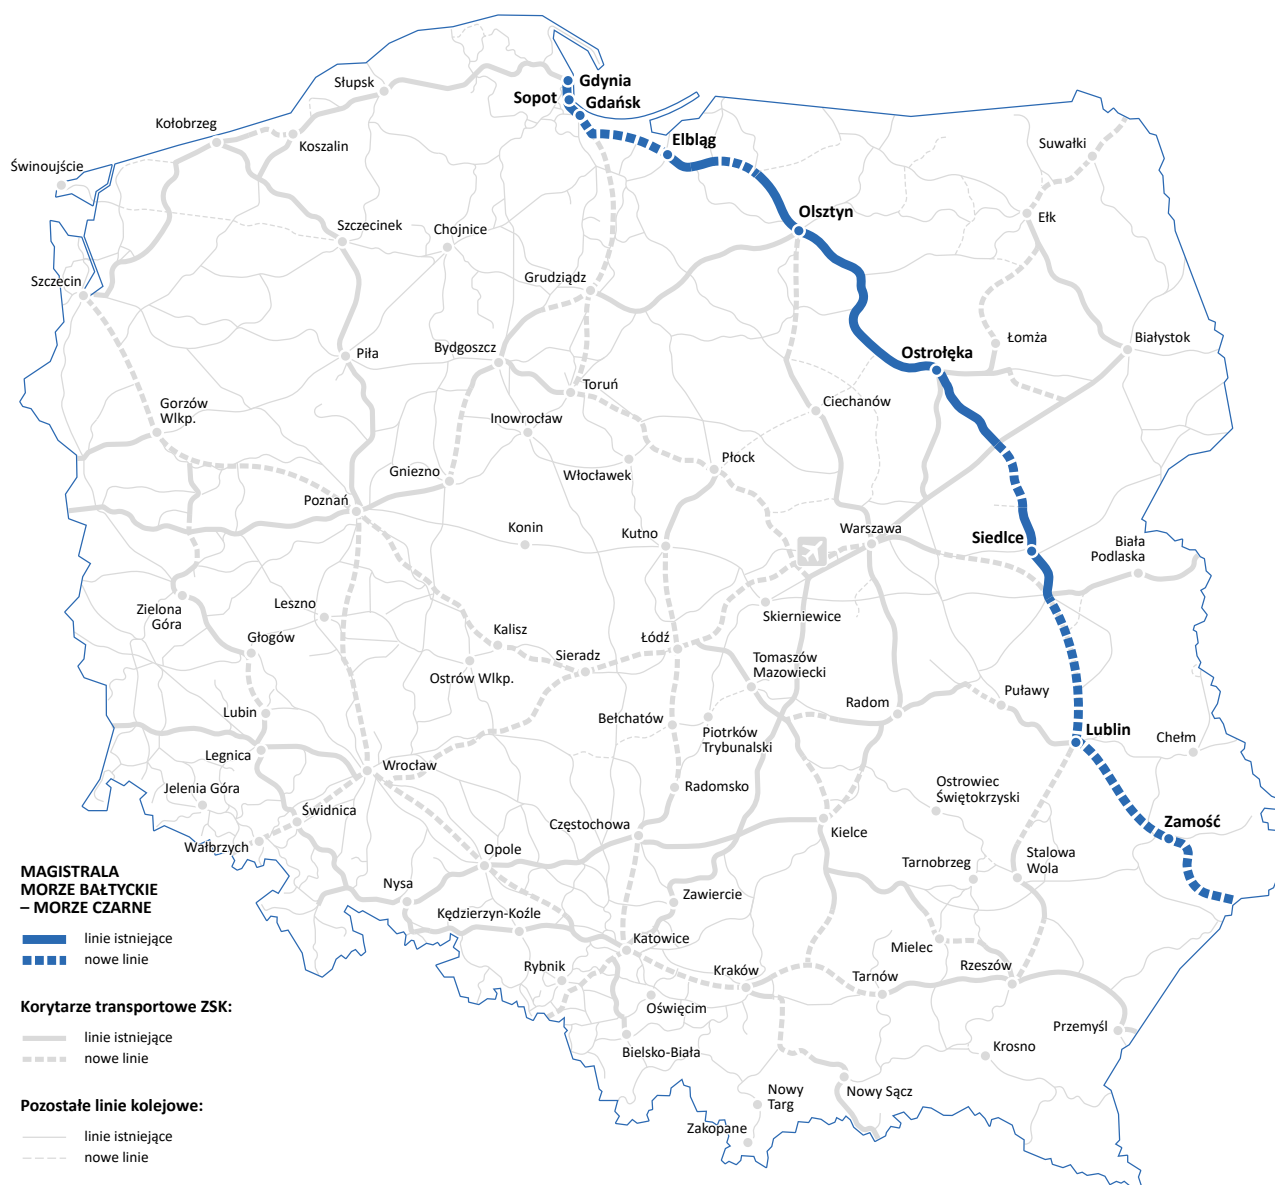 Gdynia
Słupsk
Sopot
Gdańsk
Kołobrzeg
Koszalin
Elbląg
Suwałki
Świnoujście
Olsztyn
Ełk
Szczecinek
Chojnice
Szczecin
Grudziądz
Łomża
Białystok
Bydgoszcz
Piła
Ostrołęka
Toruń
Gorzów
Wlkp.
Inowrocław
Ciechanów
Gniezno
Włocławek
Płock
Poznań
Konin
Kutno
Warszawa
Siedlce
Biała
Podlaska
Zielona
Góra
Leszno
Skierniewice
Głogów
Kalisz
Łódź
Sieradz
Ostrów Wlkp.
Tomaszów
Mazowiecki
Puławy
Radom
Lubin
Bełchatów
Piotrków
Trybunalski
Lublin
Chełm
Legnica
Wrocław
Jelenia Góra
Radomsko
Ostrowiec
Świętokrzyski
Świdnica
Częstochowa
Kielce
Zamość
Wałbrzych
Opole
Stalowa
Wola
Tarnobrzeg
MAGISTRALA
MORZE BAŁTYCKIE
– MORZE CZARNE
Nysa
Zawiercie
Kędzierzyn-Koźle
linie istniejące
nowe linie
Katowice
Mielec
Rybnik
Kraków
Tarnów
Rzeszów
Korytarze transportowe ZSK:
Oświęcim
Przemyśl
linie istniejące
nowe linie
Bielsko-Biała
Krosno
Nowy
Targ
Nowy Sącz
Pozostałe linie kolejowe:
Zakopane
linie istniejące
nowe linie